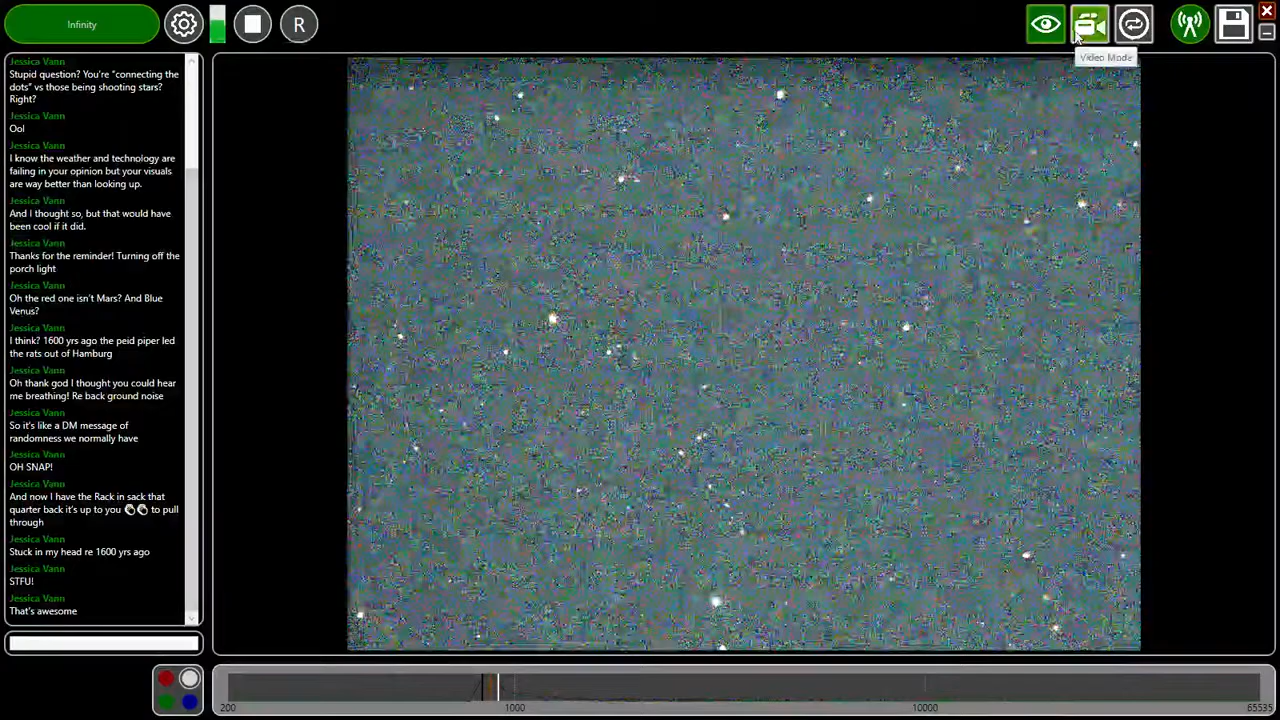 Infinity
R
Video Mode
Jessica Vann
Stupid question? You're "connecting the
dots" vs those being shooting stars?
Right?
Jessica Vann
Ool
Jessica Vann
I know the weather and technology are
failing in your opinion but your visuals
are way better than looking up.
Jessica Vann
And I thought so, but that would have
been cool if it did.
Jessica Vann
Thanks for the reminder! Turning off the
porch light
Jessica Vann
Oh the red one isn't Mars? And Blue
Venus?
Jessica Vann
I think? 1600 yrs ago the peid piper led
the rats out of Hamburg
Jessica Vann
Oh thank god I thought you could hear
me breathing! Re back ground noise
Jessica Vann
So it's like a DM message of
randomness we normally have
Jessica Vann
OH SNAP!
Jessica Vann
And now I have the Rack in sack that
quarter back it's up to you to pull
through
Jessica Vann
Stuck in my head re 1600 yrs ago
Jessica Vann
STFU!
Jessica Vann
That's awesome
200 1000 10000 65535